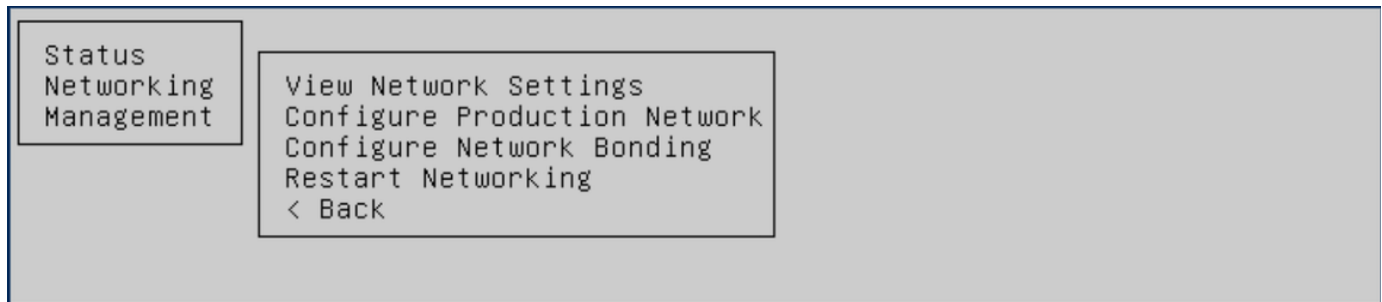 Status
Networking
Management
View Network Settings
Configure Production Network
Configure Network Bonding
Restart Networking
< Back